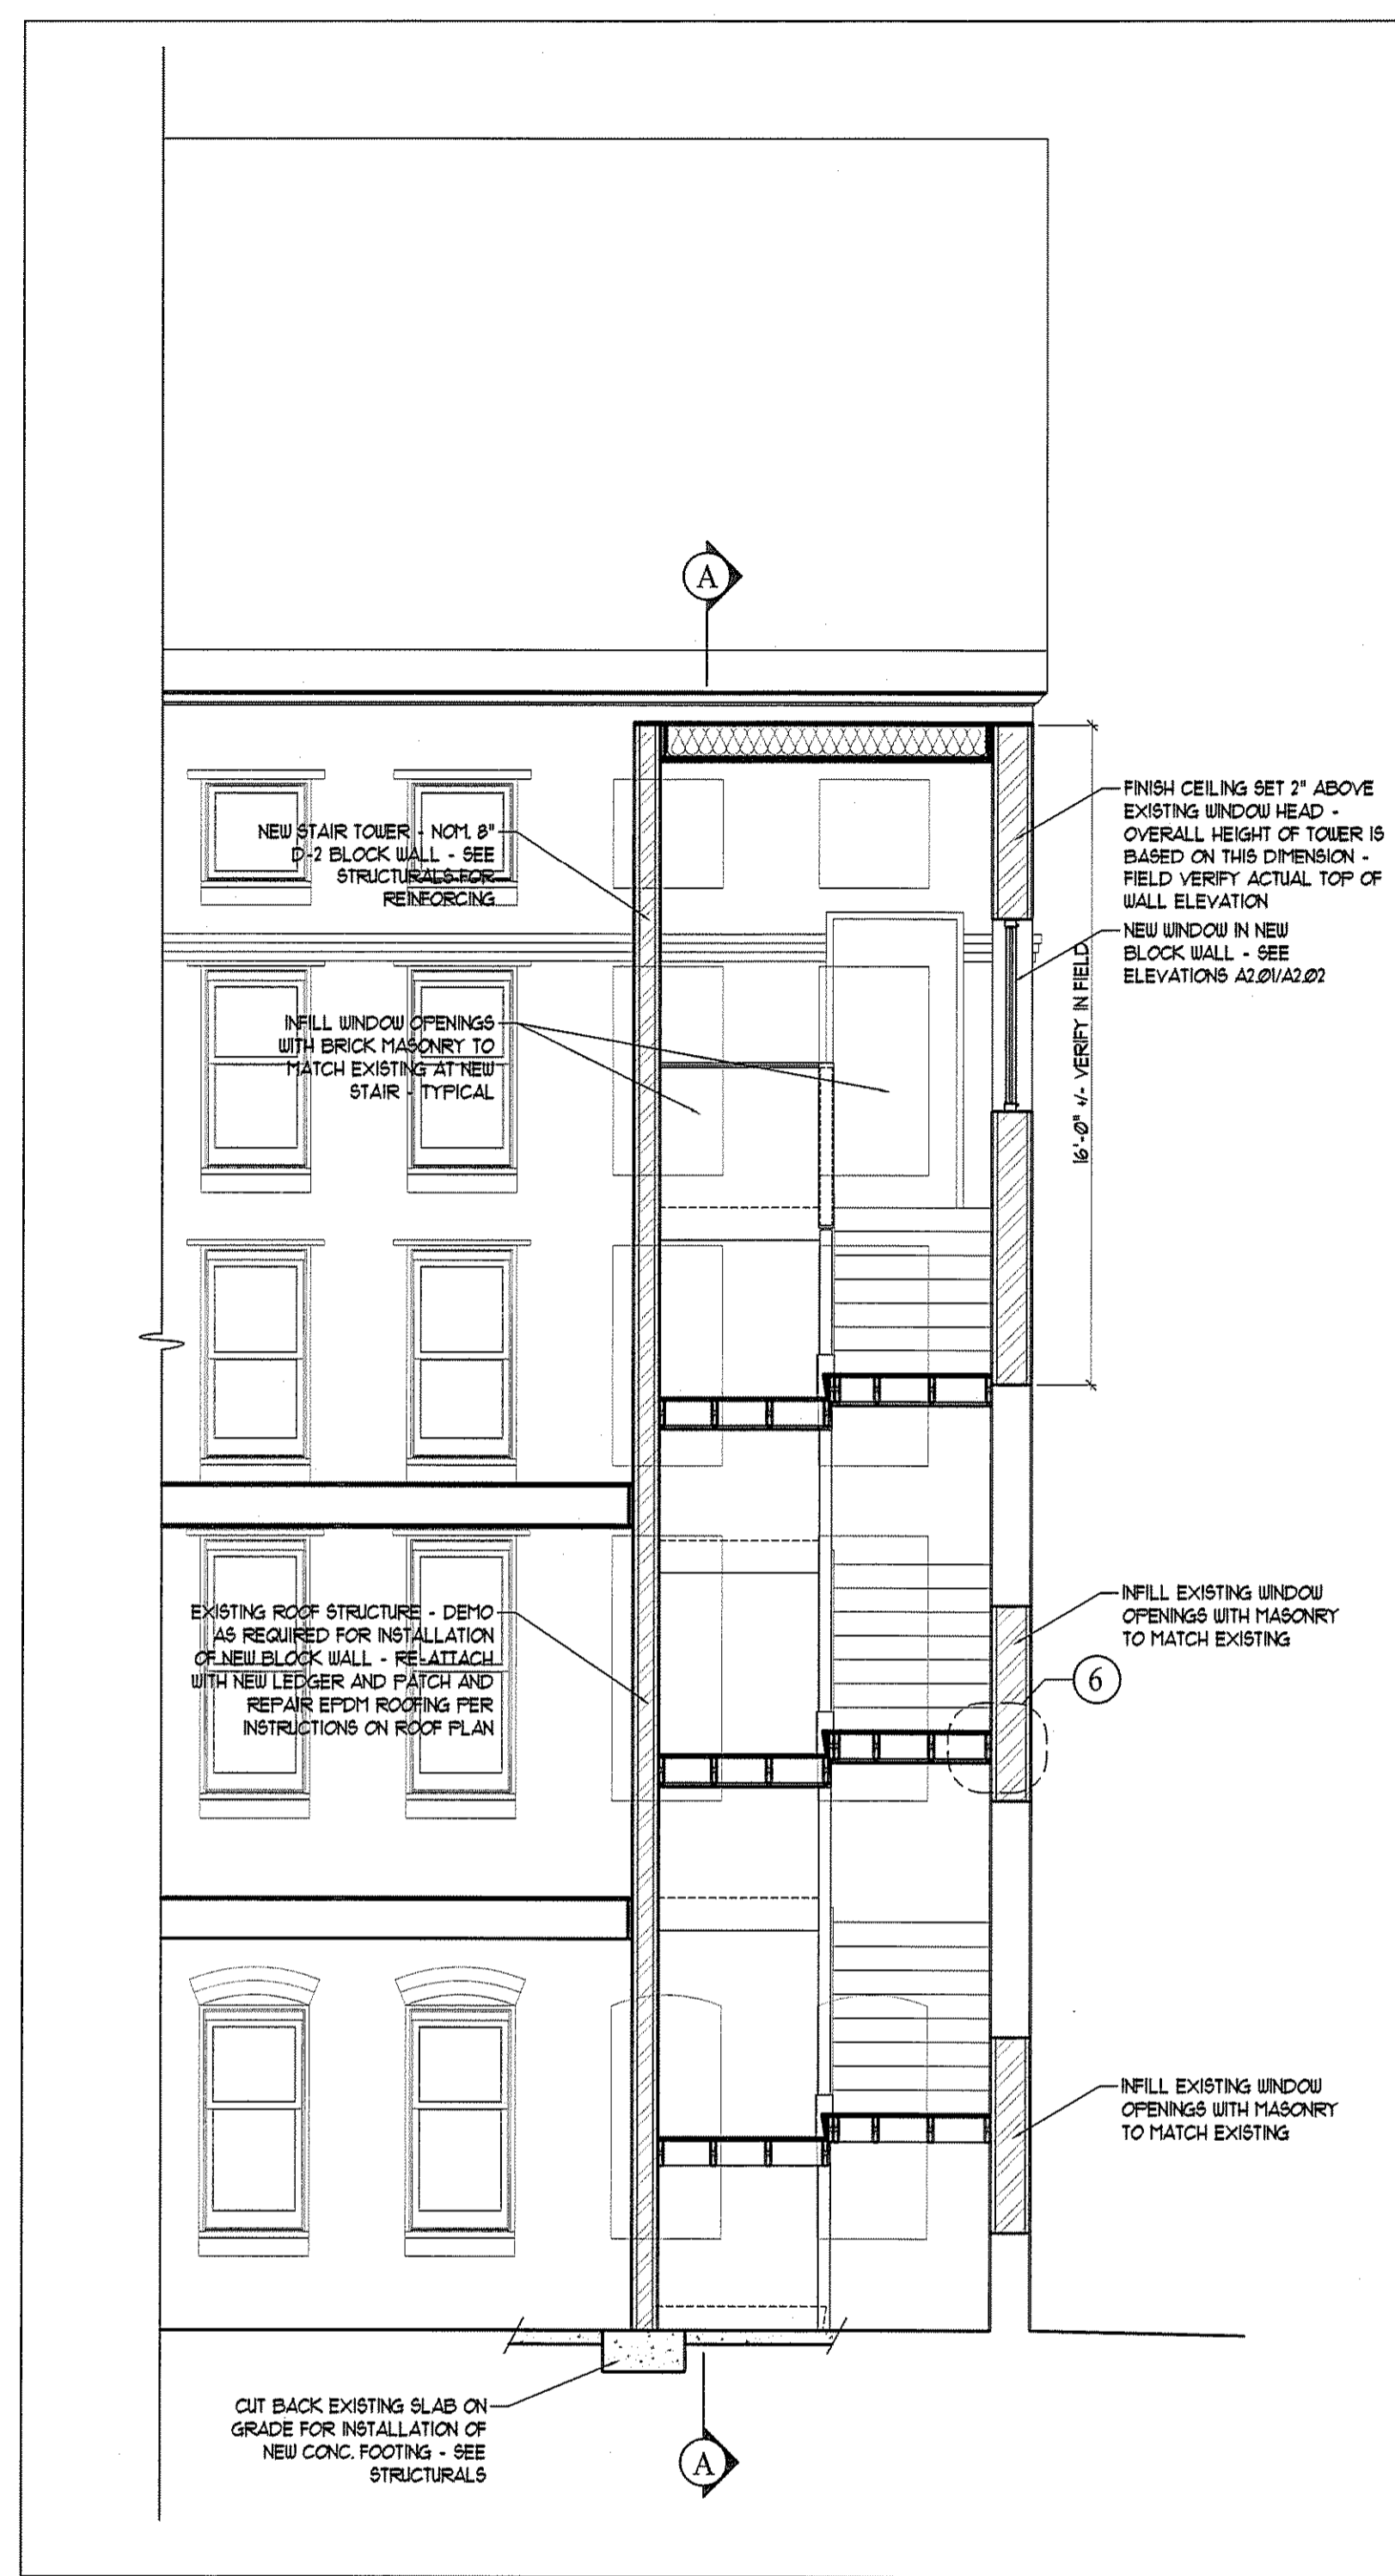 A
NEW STAIR TOWER - NOM. 8"
D-2 BLOCK WALL - SEE
STRUCTURALS FOR
REINFORCING
FINISH CEILING SET 2" ABOVE
EXISTING WINDOW HEAD -
OVERALL HEIGHT OF TOWER IS
BASED ON THIS DIMENSION -
FIELD VERIFY ACTUAL TOP OF
WALL ELEVATION
NEW WINDOW IN NEW
BLOCK WALL - SEE
ELEVATIONS A2.01/A2.02
INFILL WINDOW OPENINGS
WITH BRICK MASONRY TO
MATCH EXISTING AT NEW
STAIR - TYPICAL
16'-0" +/- VERIFY IN FIELD
EXISTING ROOF STRUCTURE - DEMO
AS REQUIRED FOR INSTALLATION
OF NEW BLOCK WALL - RE-ATTACH
WITH NEW LEDGER AND PATCH AND
REPAIR EPDM ROOFING PER
INSTRUCTIONS ON ROOF PLAN
INFILL EXISTING WINDOW
OPENINGS WITH MASONRY
TO MATCH EXISTING
6
INFILL EXISTING WINDOW
OPENINGS WITH MASONRY
TO MATCH EXISTING
CUT BACK EXISTING SLAB ON
GRADE FOR INSTALLATION OF
NEW CONC. FOOTING - SEE
STRUCTURALS
A